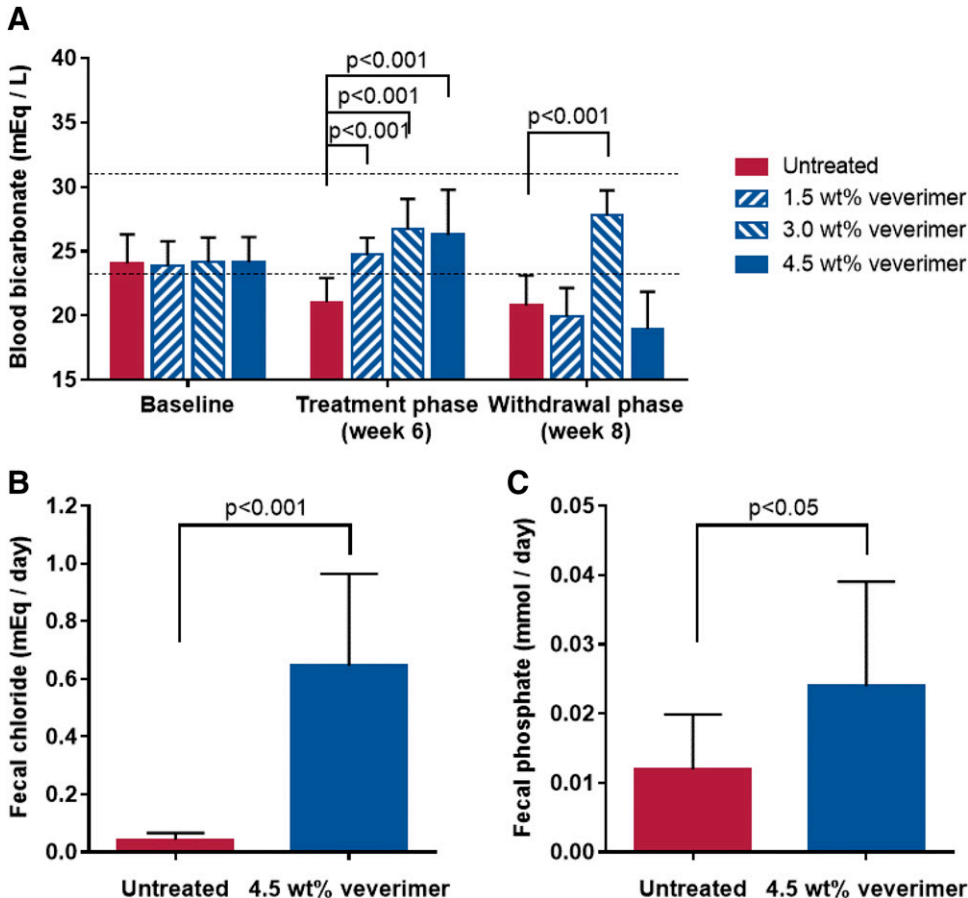 A
Blood bicarbonate (mEq / L)
40
35
30
25
20
15
p<0.001
p<0.001
p<0.001
p<0.001
Baseline
Treatment phase
(week 6)
Withdrawal phase
(week 8)
Untreated
1.5 wt% veverimer
3.0 wt% veverimer
4.5 wt% veverimer
B
Fecal chloride (mEq / day)
1.2
1.0
0.8
0.6
0.4
0.2
0.0
p<0.001
Untreated
4.5 wt% veverimer
C
Fecal phosphate (mmol / day)
0.05
0.04
0.03
0.02
0.01
0.00
p<0.05
Untreated
4.5 wt% veverimer